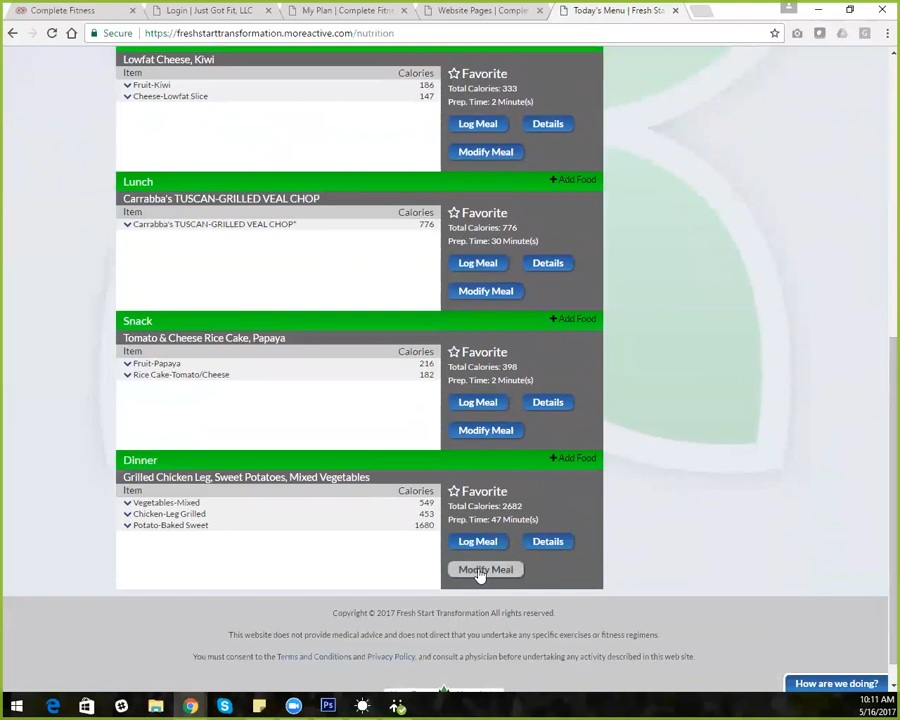 Complete Fitness
Login | Just Got Fit, LLC
My Plan | Complete Fitn
Website Pages | Comple
Today's Menu | Fresh Sta
Secure | https://freshstarttransformation.moreactive.com/nutrition
Lowfat Cheese, Kiwi
Item Calories
Fruit-Kiwi 186
Cheese-Lowfat Slice 147
Favorite
Total Calories: 333
Prep. Time: 2 Minute(s)
Log Meal Details
Modify Meal
Lunch +Add Food
Carrabba's TUSCAN-GRILLED VEAL CHOP
Item Calories
Carrabba's TUSCAN-GRILLED VEAL CHOP* 776
Favorite
Total Calories: 776
Prep. Time: 30 Minute(s)
Log Meal Details
Modify Meal
Snack +Add Food
Tomato & Cheese Rice Cake, Papaya
Item Calories
Fruit-Papaya 216
Rice Cake-Tomato/Cheese 182
Favorite
Total Calories: 398
Prep. Time: 2 Minute(s)
Log Meal Details
Modify Meal
Dinner +Add Food
Grilled Chicken Leg, Sweet Potatoes, Mixed Vegetables
Item Calories
Vegetables-Mixed 549
Chicken-Leg Grilled 453
Potato-Baked Sweet 1680
Favorite
Total Calories: 2682
Prep. Time: 47 Minute(s)
Log Meal Details
Modify Meal
Copyright © 2017 Fresh Start Transformation All rights reserved.
This website does not provide medical advice and does not direct that you undertake any specific exercises or fitness regimens.
You must consent to the Terms and Conditions and Privacy Policy, and consult a physician before undertaking any activity described in this web site.
How are we doing?
10:11 AM
5/16/2017